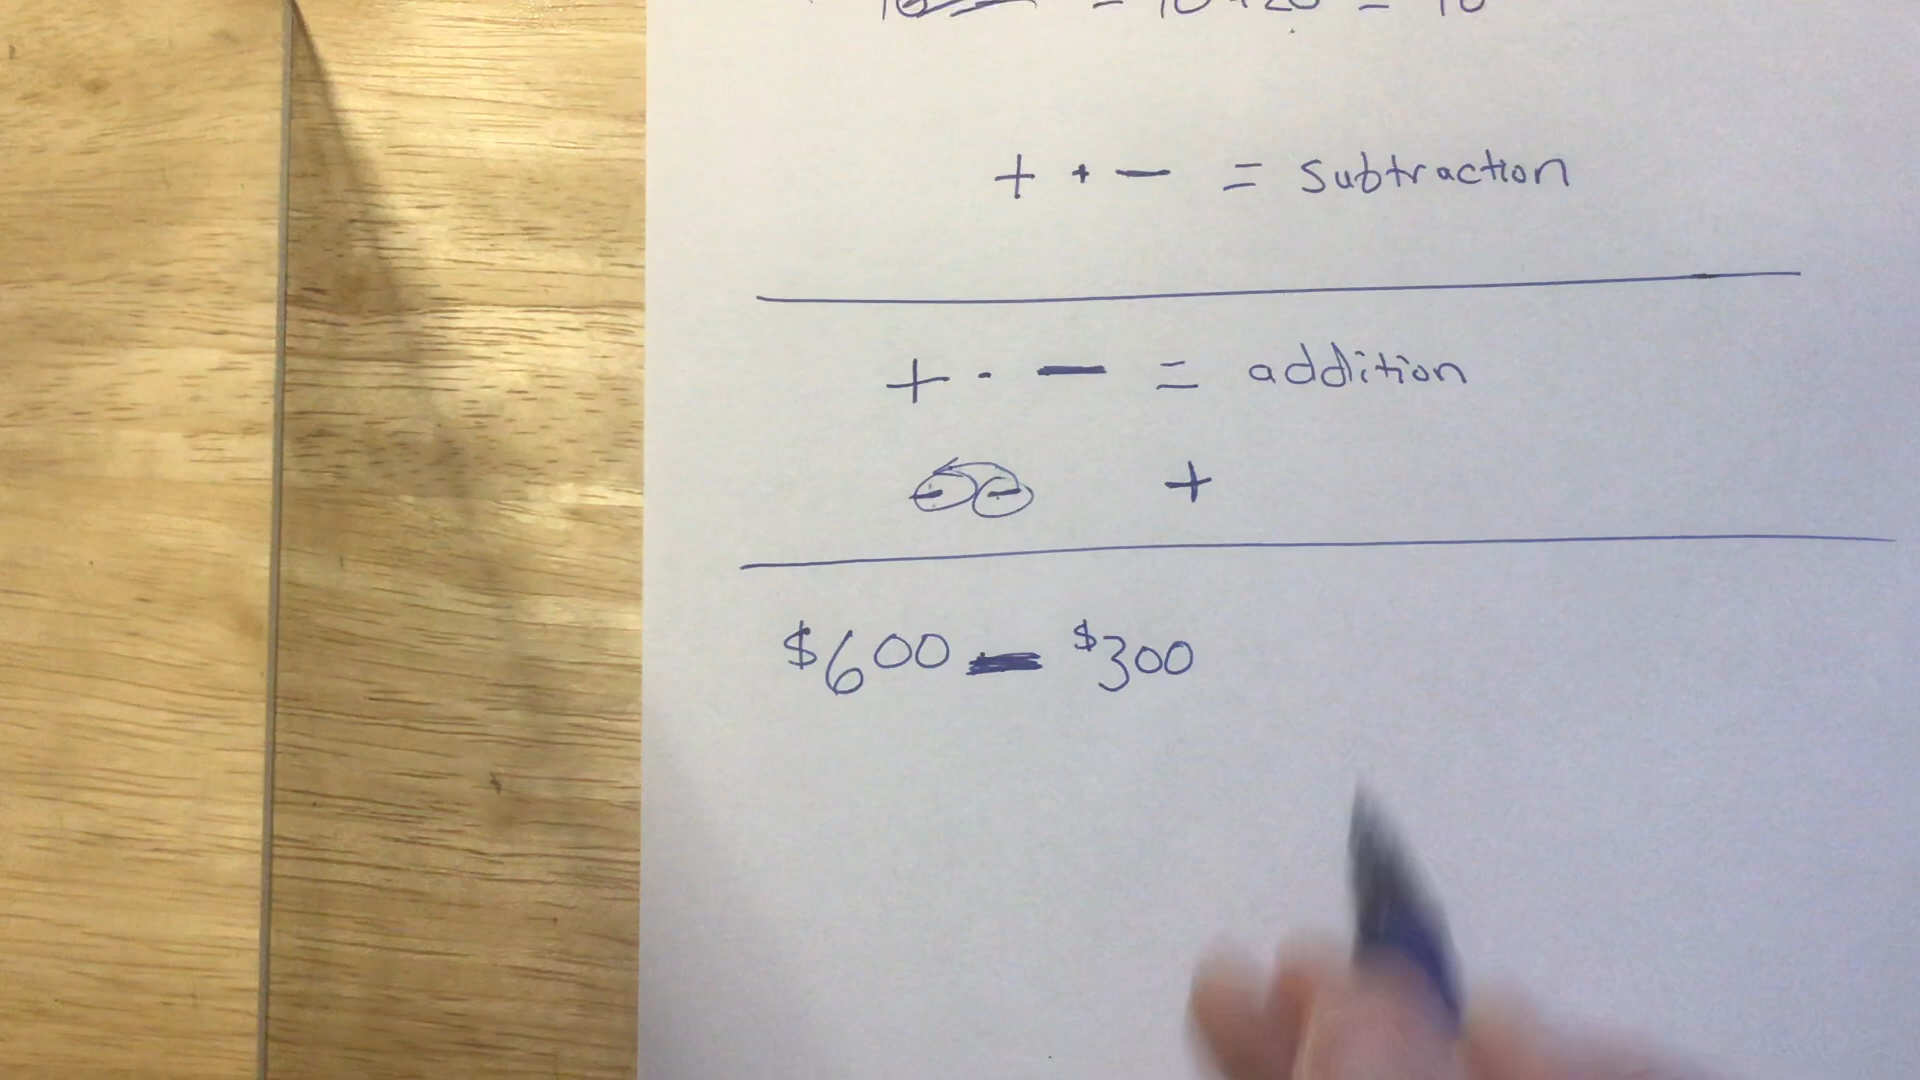 + + - = subtraction
+ - - = addition
- - +
$600 - $300